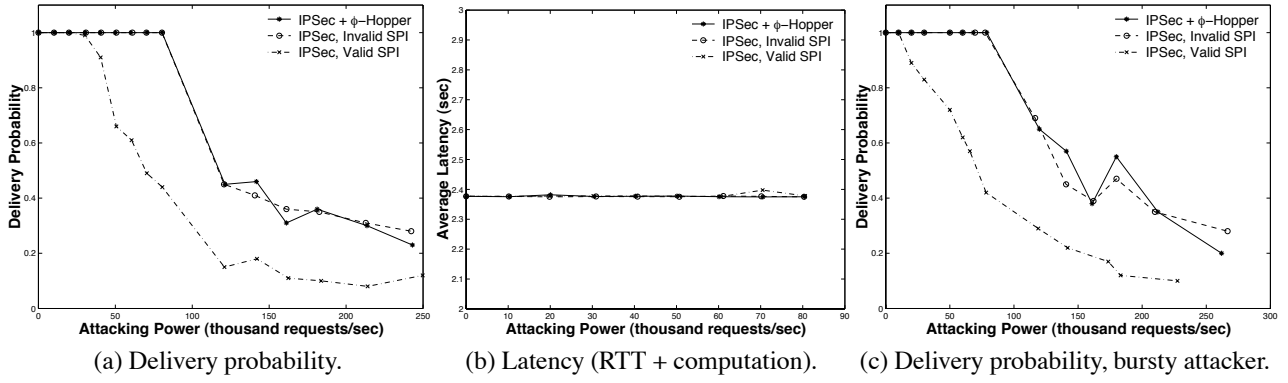 1
0.8
0.6
0.4
0.2
0
0 50 100 150 200 250
Delivery Probability
Attacking Power (thousand requests/sec)
IPSec + ϕ−Hopper
IPSec, Invalid SPI
IPSec, Valid SPI
(a) Delivery probability.
3
2.9
2.8
2.7
2.6
2.5
2.4
2.3
2.2
2.1
2
0 10 20 30 40 50 60 70 80 90
Average Latency (sec)
Attacking Power (thousand requests/sec)
IPSec + ϕ−Hopper
IPSec, Invalid SPI
IPSec, Valid SPI
(b) Latency (RTT + computation).
1
0.8
0.6
0.4
0.2
0
0 50 100 150 200 250 300
Delivery Probability
Attacking Power (thousand requests/sec)
IPSec + ϕ−Hopper
IPSec, Invalid SPI
IPSec, Valid SPI
(c) Delivery probability, bursty attacker.